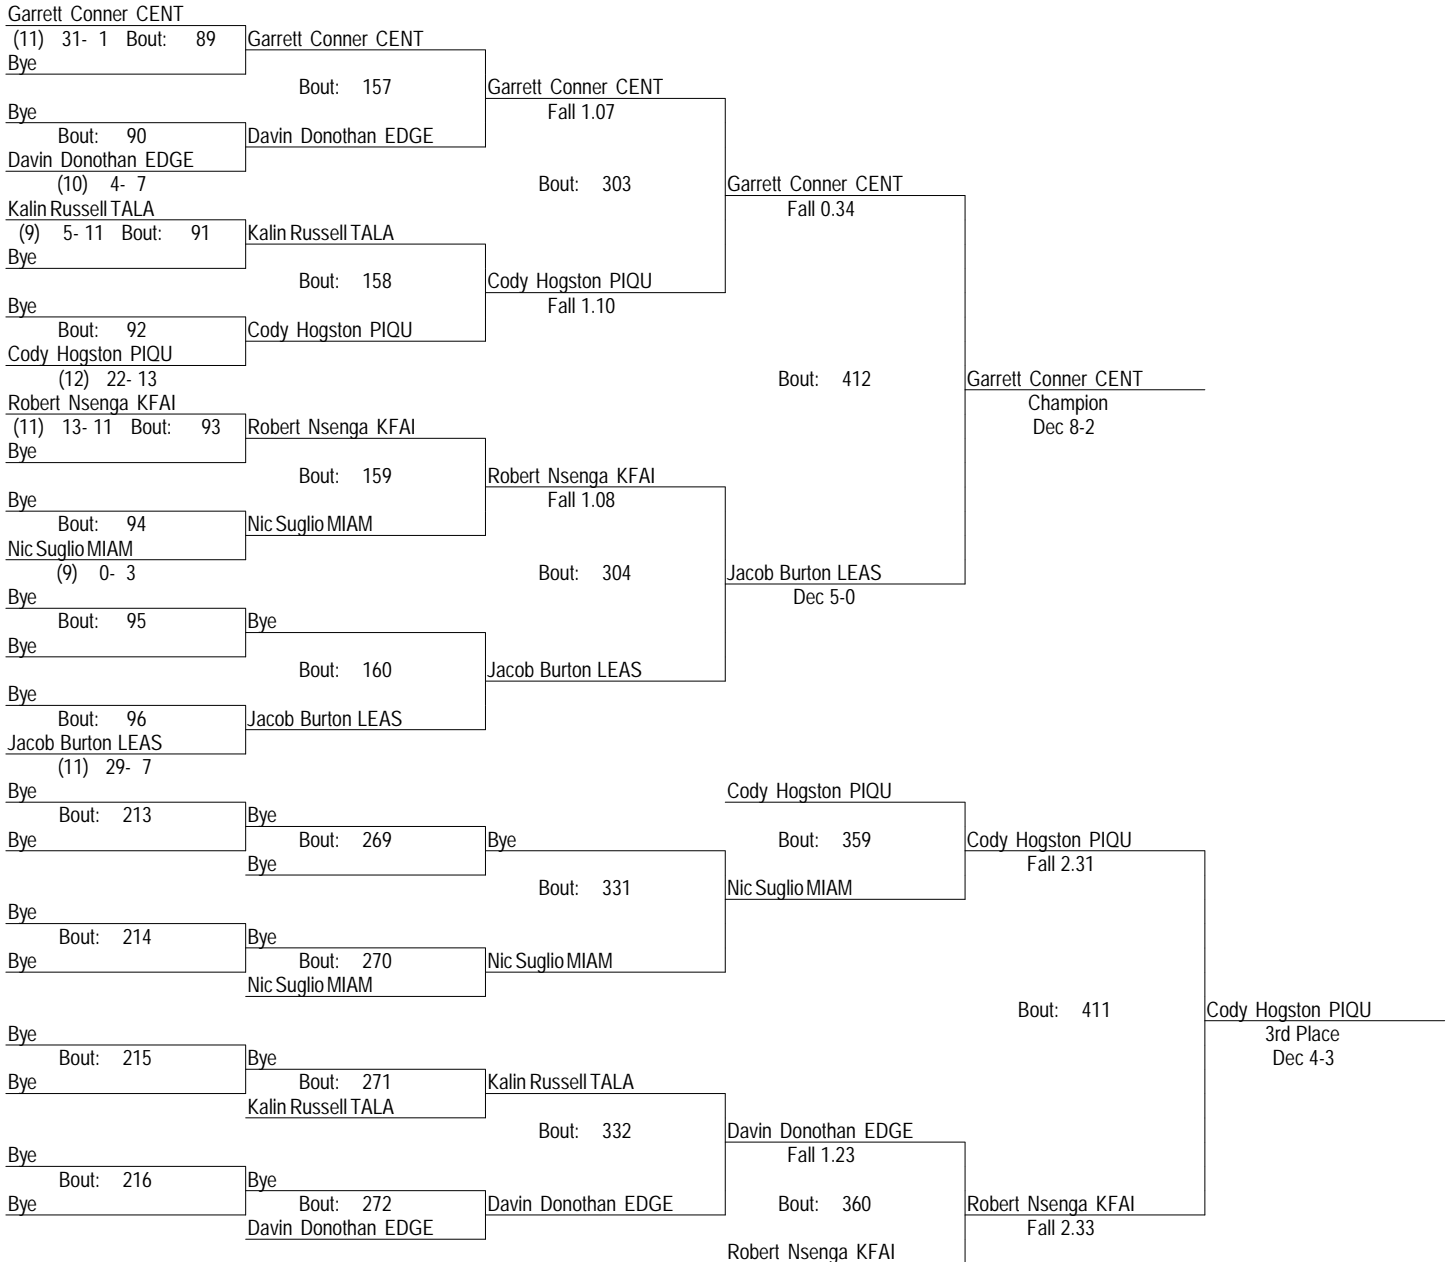 Garrett Conner CENT
(11) 31- 1 Bout: 89 Garrett Conner CENT
Bye
Bout: 157 Garrett Conner CENT
Bye Fall 1.07
Bout: 90 Davin Donothan EDGE
Davin Donothan EDGE
(10) 4- 7 Bout: 303 Garrett Conner CENT
Kalin Russell TALA Fall 0.34
(9) 5- 11 Bout: 91 Kalin Russell TALA
Bye
Bout: 158 Cody Hogston PIQU
Bye Fall 1.10
Bout: 92 Cody Hogston PIQU
Cody Hogston PIQU
(12) 22- 13 Bout: 412 Garrett Conner CENT
Robert Nsenga KFAI Champion
(11) 13- 11 Bout: 93 Robert Nsenga KFAI Dec 8-2
Bye
Bout: 159 Robert Nsenga KFAI
Bye Fall 1.08
Bout: 94 Nic Suglio MIAM
Nic Suglio MIAM
(9) 0- 3 Bout: 304 Jacob Burton LEAS
Bye Dec 5-0
Bout: 95 Bye
Bye
Bout: 160 Jacob Burton LEAS
Bye
Bout: 96 Jacob Burton LEAS
Jacob Burton LEAS
(11) 29- 7
Bye Cody Hogston PIQU
Bout: 213 Bye
Bye Bout: 269 Bye Bout: 359 Cody Hogston PIQU
Bye Fall 2.31
Bout: 331 Nic Suglio MIAM
Bye
Bout: 214 Bye
Bye Bout: 270 Nic Suglio MIAM
Nic Suglio MIAM
Bout: 411 Cody Hogston PIQU
Bye 3rd Place
Bout: 215 Bye Dec 4-3
Bye Bout: 271 Kalin Russell TALA
Kalin Russell TALA
Bout: 332 Davin Donothan EDGE
Bye Fall 1.23
Bout: 216 Bye
Bye Bout: 272 Davin Donothan EDGE Bout: 360 Robert Nsenga KFAI
Davin Donothan EDGE Fall 2.33
Robert Nsenga KFAI